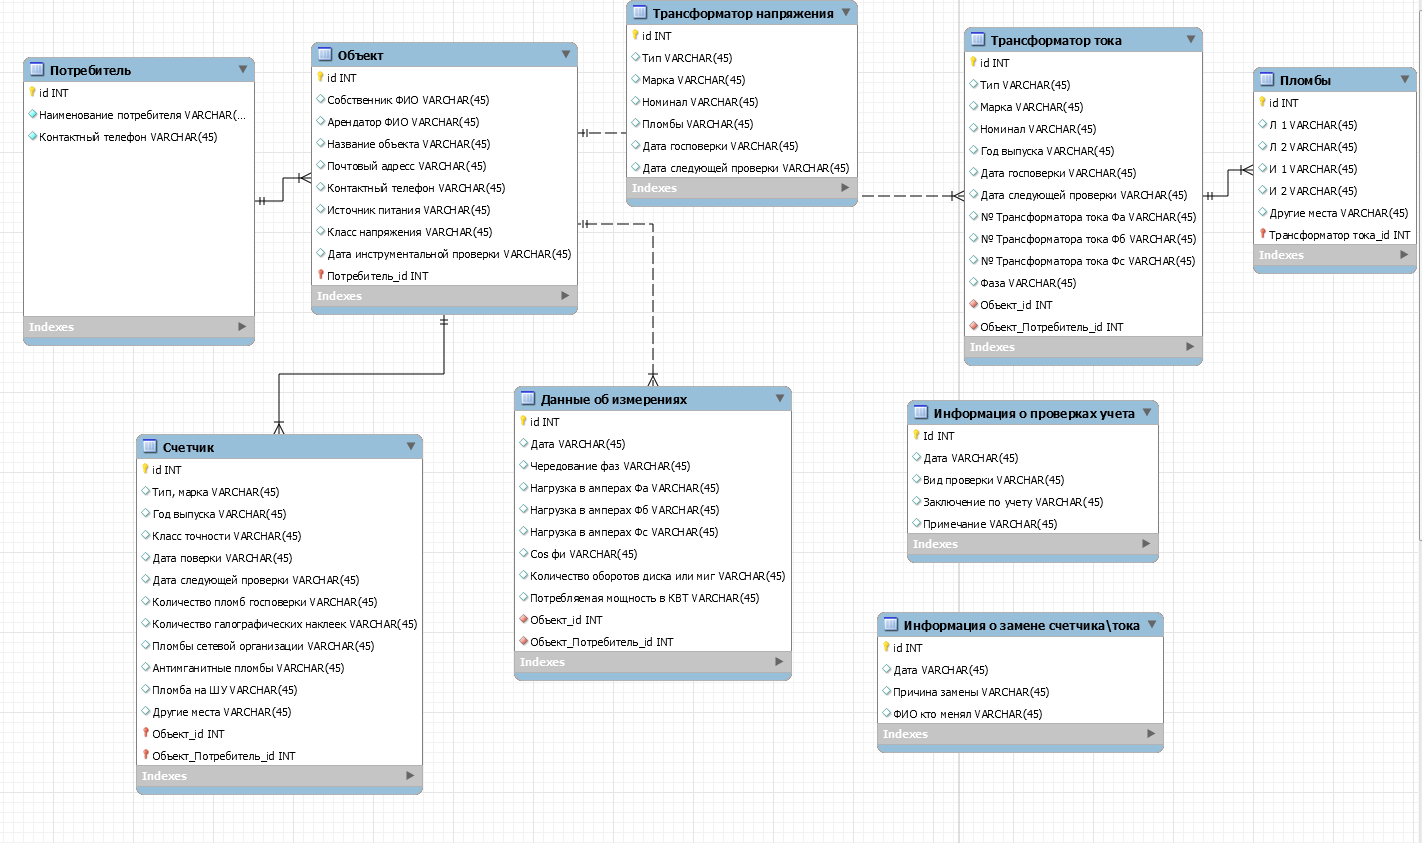 Потребитель
id INT
Наименование потребителя VARCHAR(...
Контактный телефон VARCHAR(45)
Indexes
Объект
id INT
Собственник ФИО VARCHAR(45)
Арендатор ФИО VARCHAR(45)
Название объекта VARCHAR(45)
Почтовый адресс VARCHAR(45)
Контактный телефон VARCHAR(45)
Источник питания VARCHAR(45)
Класс напряжения VARCHAR(45)
Дата инструментальной проверки VARCHAR(45)
Потребитель_id INT
Indexes
Трансформатор напряжения
id INT
Тип VARCHAR(45)
Марка VARCHAR(45)
Номинал VARCHAR(45)
Пломбы VARCHAR(45)
Дата госповерки VARCHAR(45)
Дата следующей проверки VARCHAR(45)
Indexes
Трансформатор тока
id INT
Тип VARCHAR(45)
Марка VARCHAR(45)
Номинал VARCHAR(45)
Год выпуска VARCHAR(45)
Дата госповерки VARCHAR(45)
Дата следующей проверки VARCHAR(45)
№ Трансформатора тока Фа VARCHAR(45)
№ Трансформатора тока Фб VARCHAR(45)
№ Трансформатора тока Фс VARCHAR(45)
Фаза VARCHAR(45)
Объект_id INT
Объект_Потребитель_id INT
Indexes
Пломбы
id INT
Л 1 VARCHAR(45)
Л 2 VARCHAR(45)
И 1 VARCHAR(45)
И 2 VARCHAR(45)
Другие места VARCHAR(45)
Трансформатор тока_id INT
Indexes
Счетчик
id INT
Тип, марка VARCHAR(45)
Год выпуска VARCHAR(45)
Класс точности VARCHAR(45)
Дата поверки VARCHAR(45)
Дата следующей проверки VARCHAR(45)
Количество пломб госповерки VARCHAR(45)
Количество галографических наклеек VARCHAR(45)
Пломбы сетевой организации VARCHAR(45)
Антимганитные пломбы VARCHAR(45)
Пломба на ШУ VARCHAR(45)
Другие места VARCHAR(45)
Объект_id INT
Объект_Потребитель_id INT
Indexes
Данные об измерениях
id INT
Дата VARCHAR(45)
Чередование фаз VARCHAR(45)
Нагрузка в амперах Фа VARCHAR(45)
Нагрузка в амперах Фб VARCHAR(45)
Нагрузка в амперах Фс VARCHAR(45)
Cos фи VARCHAR(45)
Количество оборотов диска или миг VARCHAR(45)
Потребляемая мощность в КВТ VARCHAR(45)
Объект_id INT
Объект_Потребитель_id INT
Indexes
Информация о проверках учета
Id INT
Дата VARCHAR(45)
Вид проверки VARCHAR(45)
Заключение по учету VARCHAR(45)
Примечание VARCHAR(45)
Indexes
Информация о замене счетчика\тока
id INT
Дата VARCHAR(45)
Причина замены VARCHAR(45)
ФИО кто менял VARCHAR(45)
Indexes